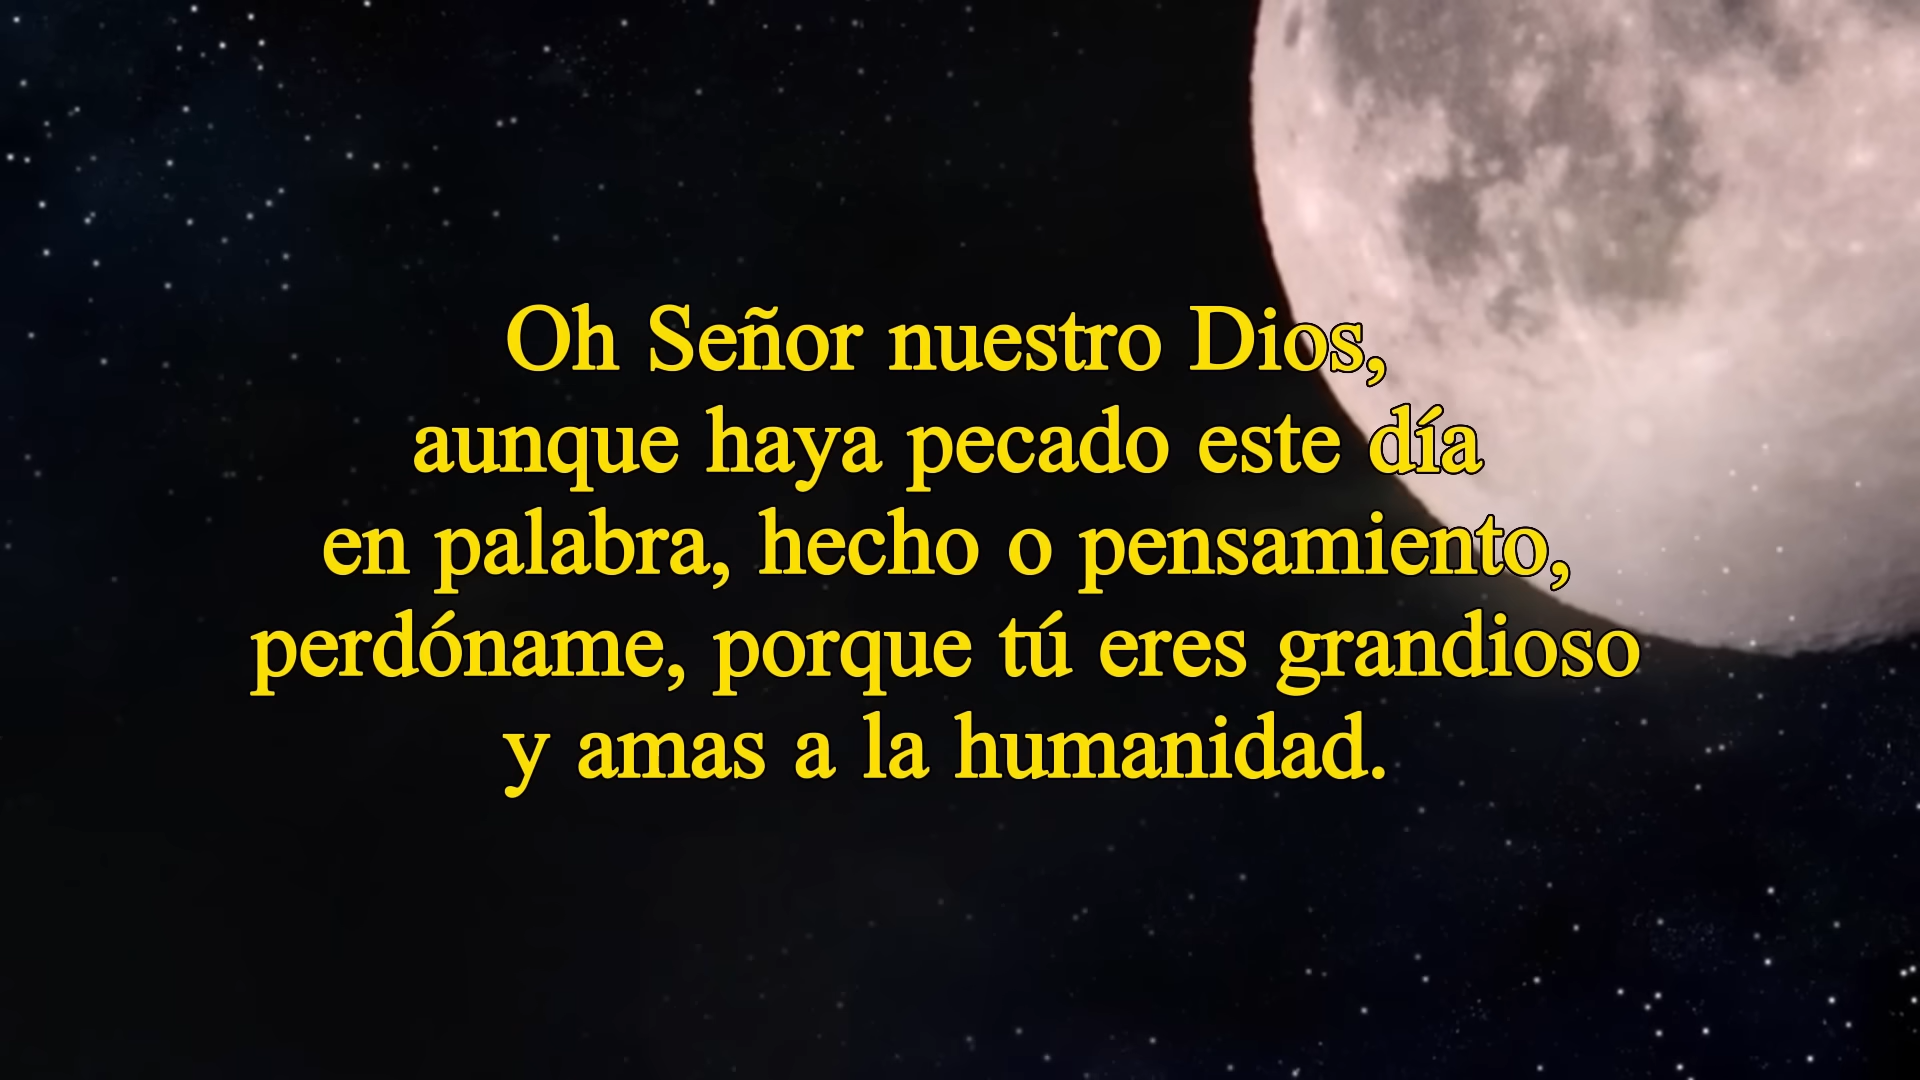 Oh Señor nuestro Dios,
aunque haya pecado este día
en palabra, hecho o pensamiento,
perdóname, porque tú eres grandioso
y amas a la humanidad.